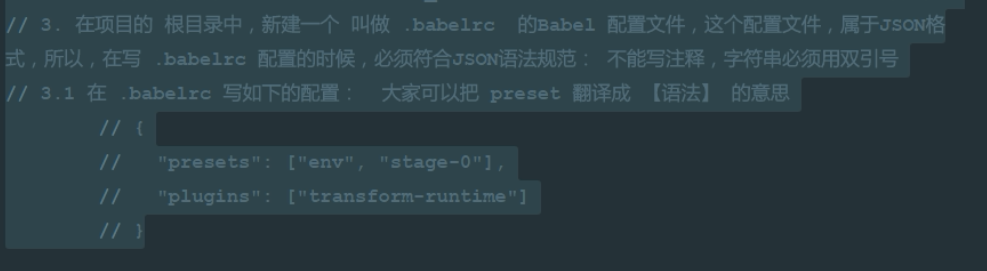 // 3. 在项目的 根目录中，新建一个 叫做 .babelrc  的Babel 配置文件，这个配置文件，属于JSON格
式，所以，在写 .babelrc 配置的时候，必须符合JSON语法规范： 不能写注释，字符串必须用双引号
// 3.1 在 .babelrc 写如下的配置：  大家可以把 preset 翻译成 【语法】 的意思
        // {
        //   "presets": ["env", "stage-0"],
        //   "plugins": ["transform-runtime"]
        // }